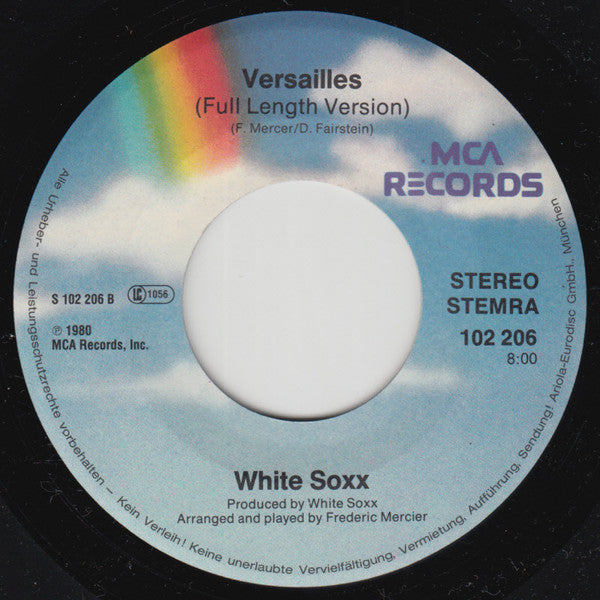 Versailles
(Full Length Version)
(F. Mercer/D. Fairstein)
MCA
RECORDS
S 102 206 B
LC 1056
℗ 1980
MCA Records, Inc.
STEREO
STEMRA
102 206
8:00
White Soxx
Produced by White Soxx
Arranged and played by Frederic Mercier
Alle Urheber- und Leistungsschutzrechte vorbehalten – Kein Verleih! Keine unerlaubte Vervielfältigung, Vermietung, Aufführung, Sendung! Ariola-Eurodisc GmbH., München